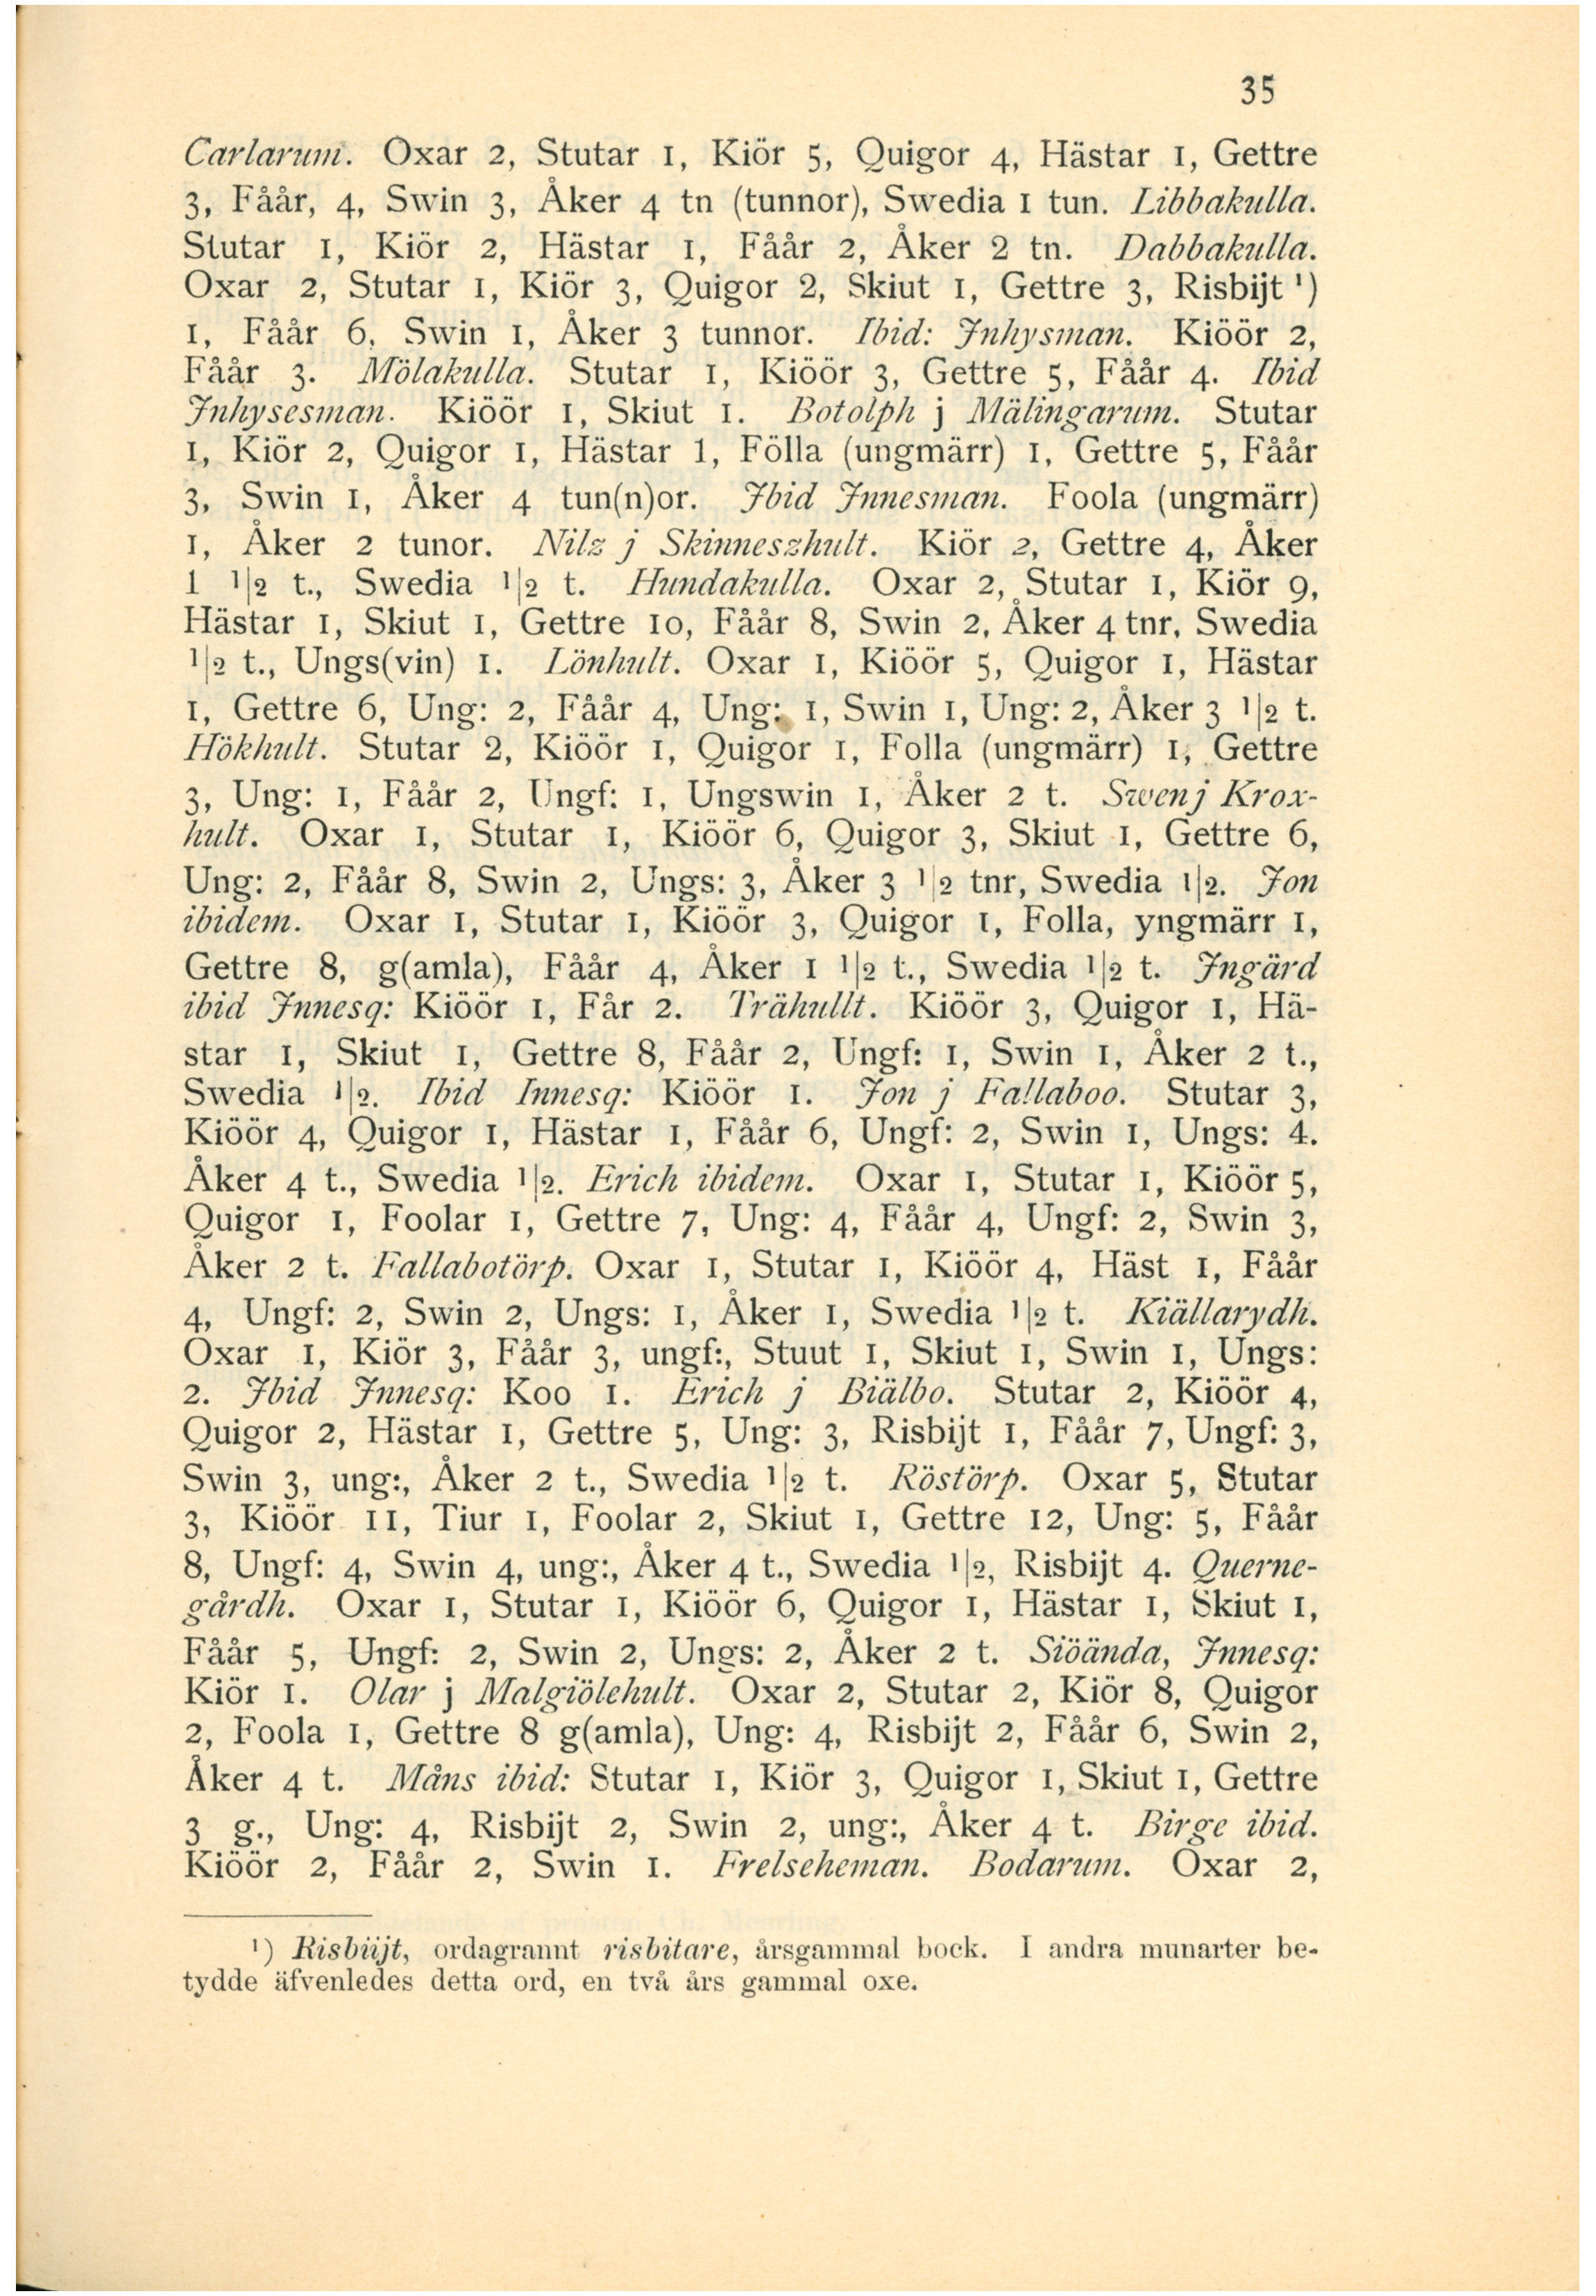 35
Carlarum. Oxar 2, Stutar 1, Kiör 5, Quigor 4, Hästar 1, Gettre
3, Fåår, 4, Swin 3, Åker 4 tn (tunnor), Swedia 1 tun. Libbakulla.
Stutar 1, Kiör 2, Hästar 1, Fåår 2, Åker 2 tn. Dabbakulla.
Oxar 2, Stutar 1, Kiör 3, Quigor 2, Skiut 1, Gettre 3, Risbijt ¹)
1, Fåår 6, Swin 1, Åker 3 tunnor. Ibid: Jnhysman. Kiöör 2,
Fåår 3. Mölakulla. Stutar 1, Kiöör 3, Gettre 5, Fåår 4. Ibid
Jnhysesman. Kiöör 1, Skiut 1. Botolph j Mälingarum. Stutar
1, Kiör 2, Quigor 1, Hästar 1, Fölla (ungmärr) 1, Gettre 5, Fåår
3, Swin 1, Åker 4 tun(n)or. Jbid Jnnesman. Foola (ungmärr)
1, Åker 2 tunor. Nilz j Skinneszhult. Kiör 2, Gettre 4, Åker
1 1|2 t., Swedia 1|2 t. Hundakulla. Oxar 2, Stutar 1, Kiör 9,
Hästar 1, Skiut 1, Gettre 10, Fåår 8, Swin 2, Åker 4 tnr, Swedia
1|2 t., Ungs(vin) 1. Lönhult. Oxar 1, Kiöör 5, Quigor 1, Hästar
1, Gettre 6, Ung: 2, Fåår 4, Ung: 1, Swin 1, Ung: 2, Åker 3 1|2 t.
Hökhult. Stutar 2, Kiöör 1, Quigor 1, Folla (ungmärr) 1, Gettre
3, Ung: 1, Fåår 2, Ungf: 1, Ungswin 1, Åker 2 t. Swenj Krox-
hult. Oxar 1, Stutar 1, Kiöör 6, Quigor 3, Skiut 1, Gettre 6,
Ung: 2, Fåår 8, Swin 2, Ungs: 3, Åker 3 1|2 tnr, Swedia 1|2. Jon
ibidem. Oxar 1, Stutar 1, Kiöör 3, Quigor 1, Folla, yngmärr 1,
Gettre 8, g(amla), Fåår 4, Åker 1 1|2 t., Swedia 1|2 t. Jngärd
ibid Jnnesq: Kiöör 1, Får 2. Trähullt. Kiöör 3, Quigor 1, Hä-
star 1, Skiut 1, Gettre 8, Fåår 2, Ungf: 1, Swin 1, Åker 2 t.,
Swedia 1|2. Ibid Innesq: Kiöör 1. Jon j Fallaboo. Stutar 3,
Kiöör 4, Quigor 1, Hästar 1, Fåår 6, Ungf: 2, Swin 1, Ungs: 4.
Åker 4 t., Swedia 1|2. Erich ibidem. Oxar 1, Stutar 1, Kiöör 5,
Quigor 1, Foolar 1, Gettre 7, Ung: 4, Fåår 4, Ungf: 2, Swin 3,
Åker 2 t. Fallabotörp. Oxar 1, Stutar 1, Kiöör 4, Häst 1, Fåår
4, Ungf: 2, Swin 2, Ungs: 1, Åker 1, Swedia 1|2 t. Kiällarydh.
Oxar 1, Kiör 3, Fåår 3, ungf:, Stuut 1, Skiut 1, Swin 1, Ungs:
2. Jbid Jnnesq: Koo 1. Erich j Biälbo. Stutar 2, Kiöör 4,
Quigor 2, Hästar 1, Gettre 5, Ung: 3, Risbijt 1, Fåår 7, Ungf: 3,
Swin 3, ung:, Åker 2 t., Swedia 1|2 t. Röstörp. Oxar 5, Stutar
3, Kiöör 11, Tiur 1, Foolar 2, Skiut 1, Gettre 12, Ung: 5, Fåår
8, Ungf: 4, Swin 4, ung:, Åker 4 t., Swedia 1|2, Risbijt 4. Querne-
gårdh. Oxar 1, Stutar 1, Kiöör 6, Quigor 1, Hästar 1, Skiut 1,
Fåår 5, Ungf: 2, Swin 2, Ungs: 2, Åker 2 t. Siöända, Jnnesq:
Kiör 1. Olar j Malgiölehult. Oxar 2, Stutar 2, Kiör 8, Quigor
2, Foola 1, Gettre 8 g(amla), Ung: 4, Risbijt 2, Fåår 6, Swin 2,
Åker 4 t. Måns ibid: Stutar 1, Kiör 3, Quigor 1, Skiut 1, Gettre
3 g., Ung: 4, Risbijt 2, Swin 2, ung:, Åker 4 t. Birge ibid.
Kiöör 2, Fåår 2, Swin 1. Frelseheman. Bodarum. Oxar 2,
¹) Risbiijt, ordagrannt risbitare, årsgammal bock. I andra munarter be-
tydde äfvenledes detta ord, en två års gammal oxe.